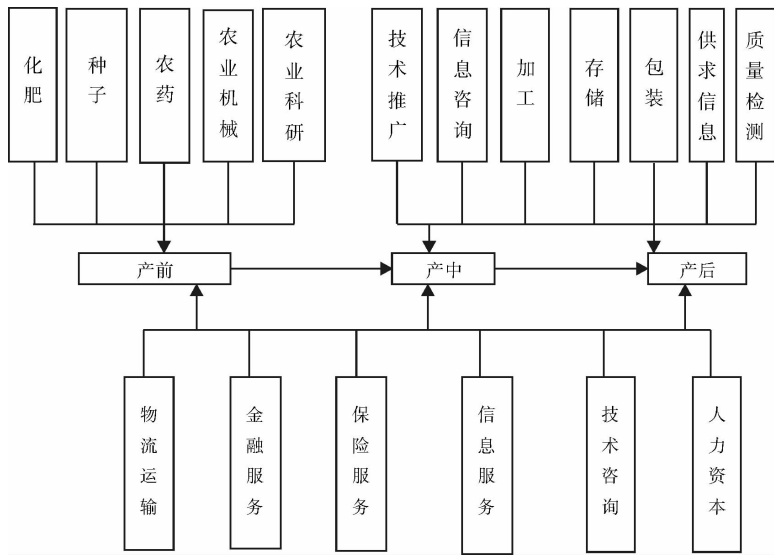 化肥
种子
农药
农业机械
农业科研
技术推广
信息咨询
加工
存储
包装
供求信息
质量检测
产前
产中
产后
物流运输
金融服务
保险服务
信息服务
技术咨询
人力资本